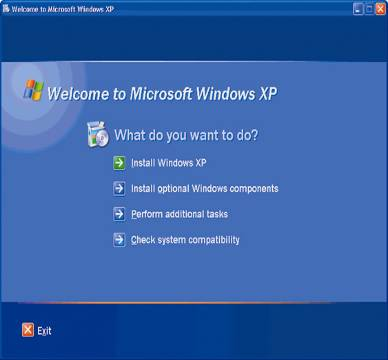 Welcome to Microsoft Windows XP
Welcome to Microsoft Windows XP
What do you want to do?
Install Windows XP
Install optional Windows components
Perform additional tasks
Check system compatibility
Exit